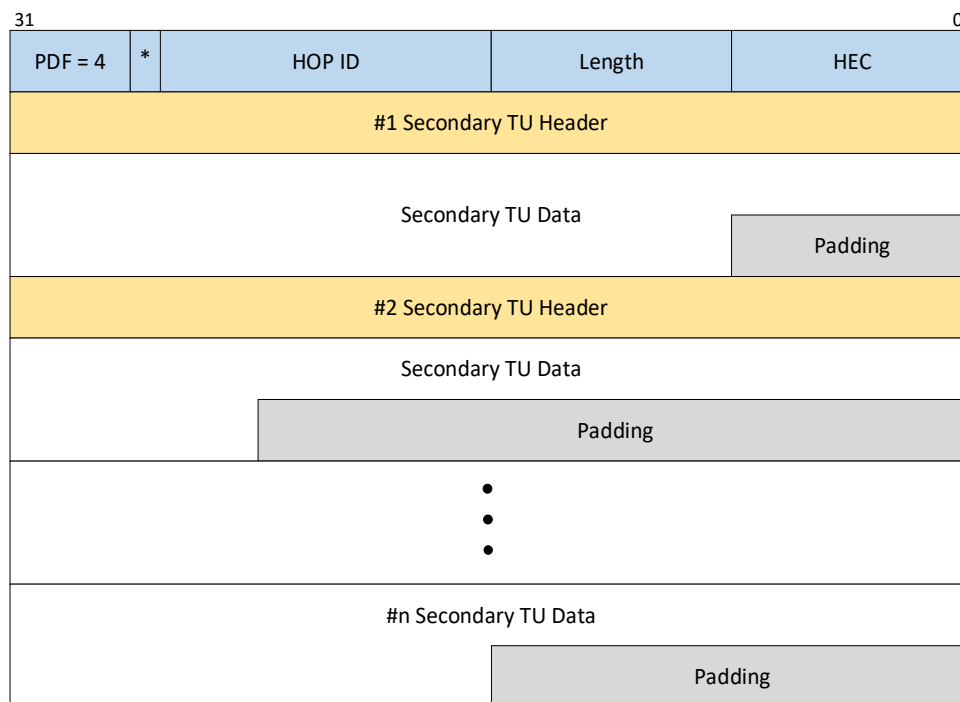 31 0
PDF = 4 * HOP ID Length HEC
#1 Secondary TU Header
Secondary TU Data
Padding
#2 Secondary TU Header
Secondary TU Data
Padding
#n Secondary TU Data
Padding